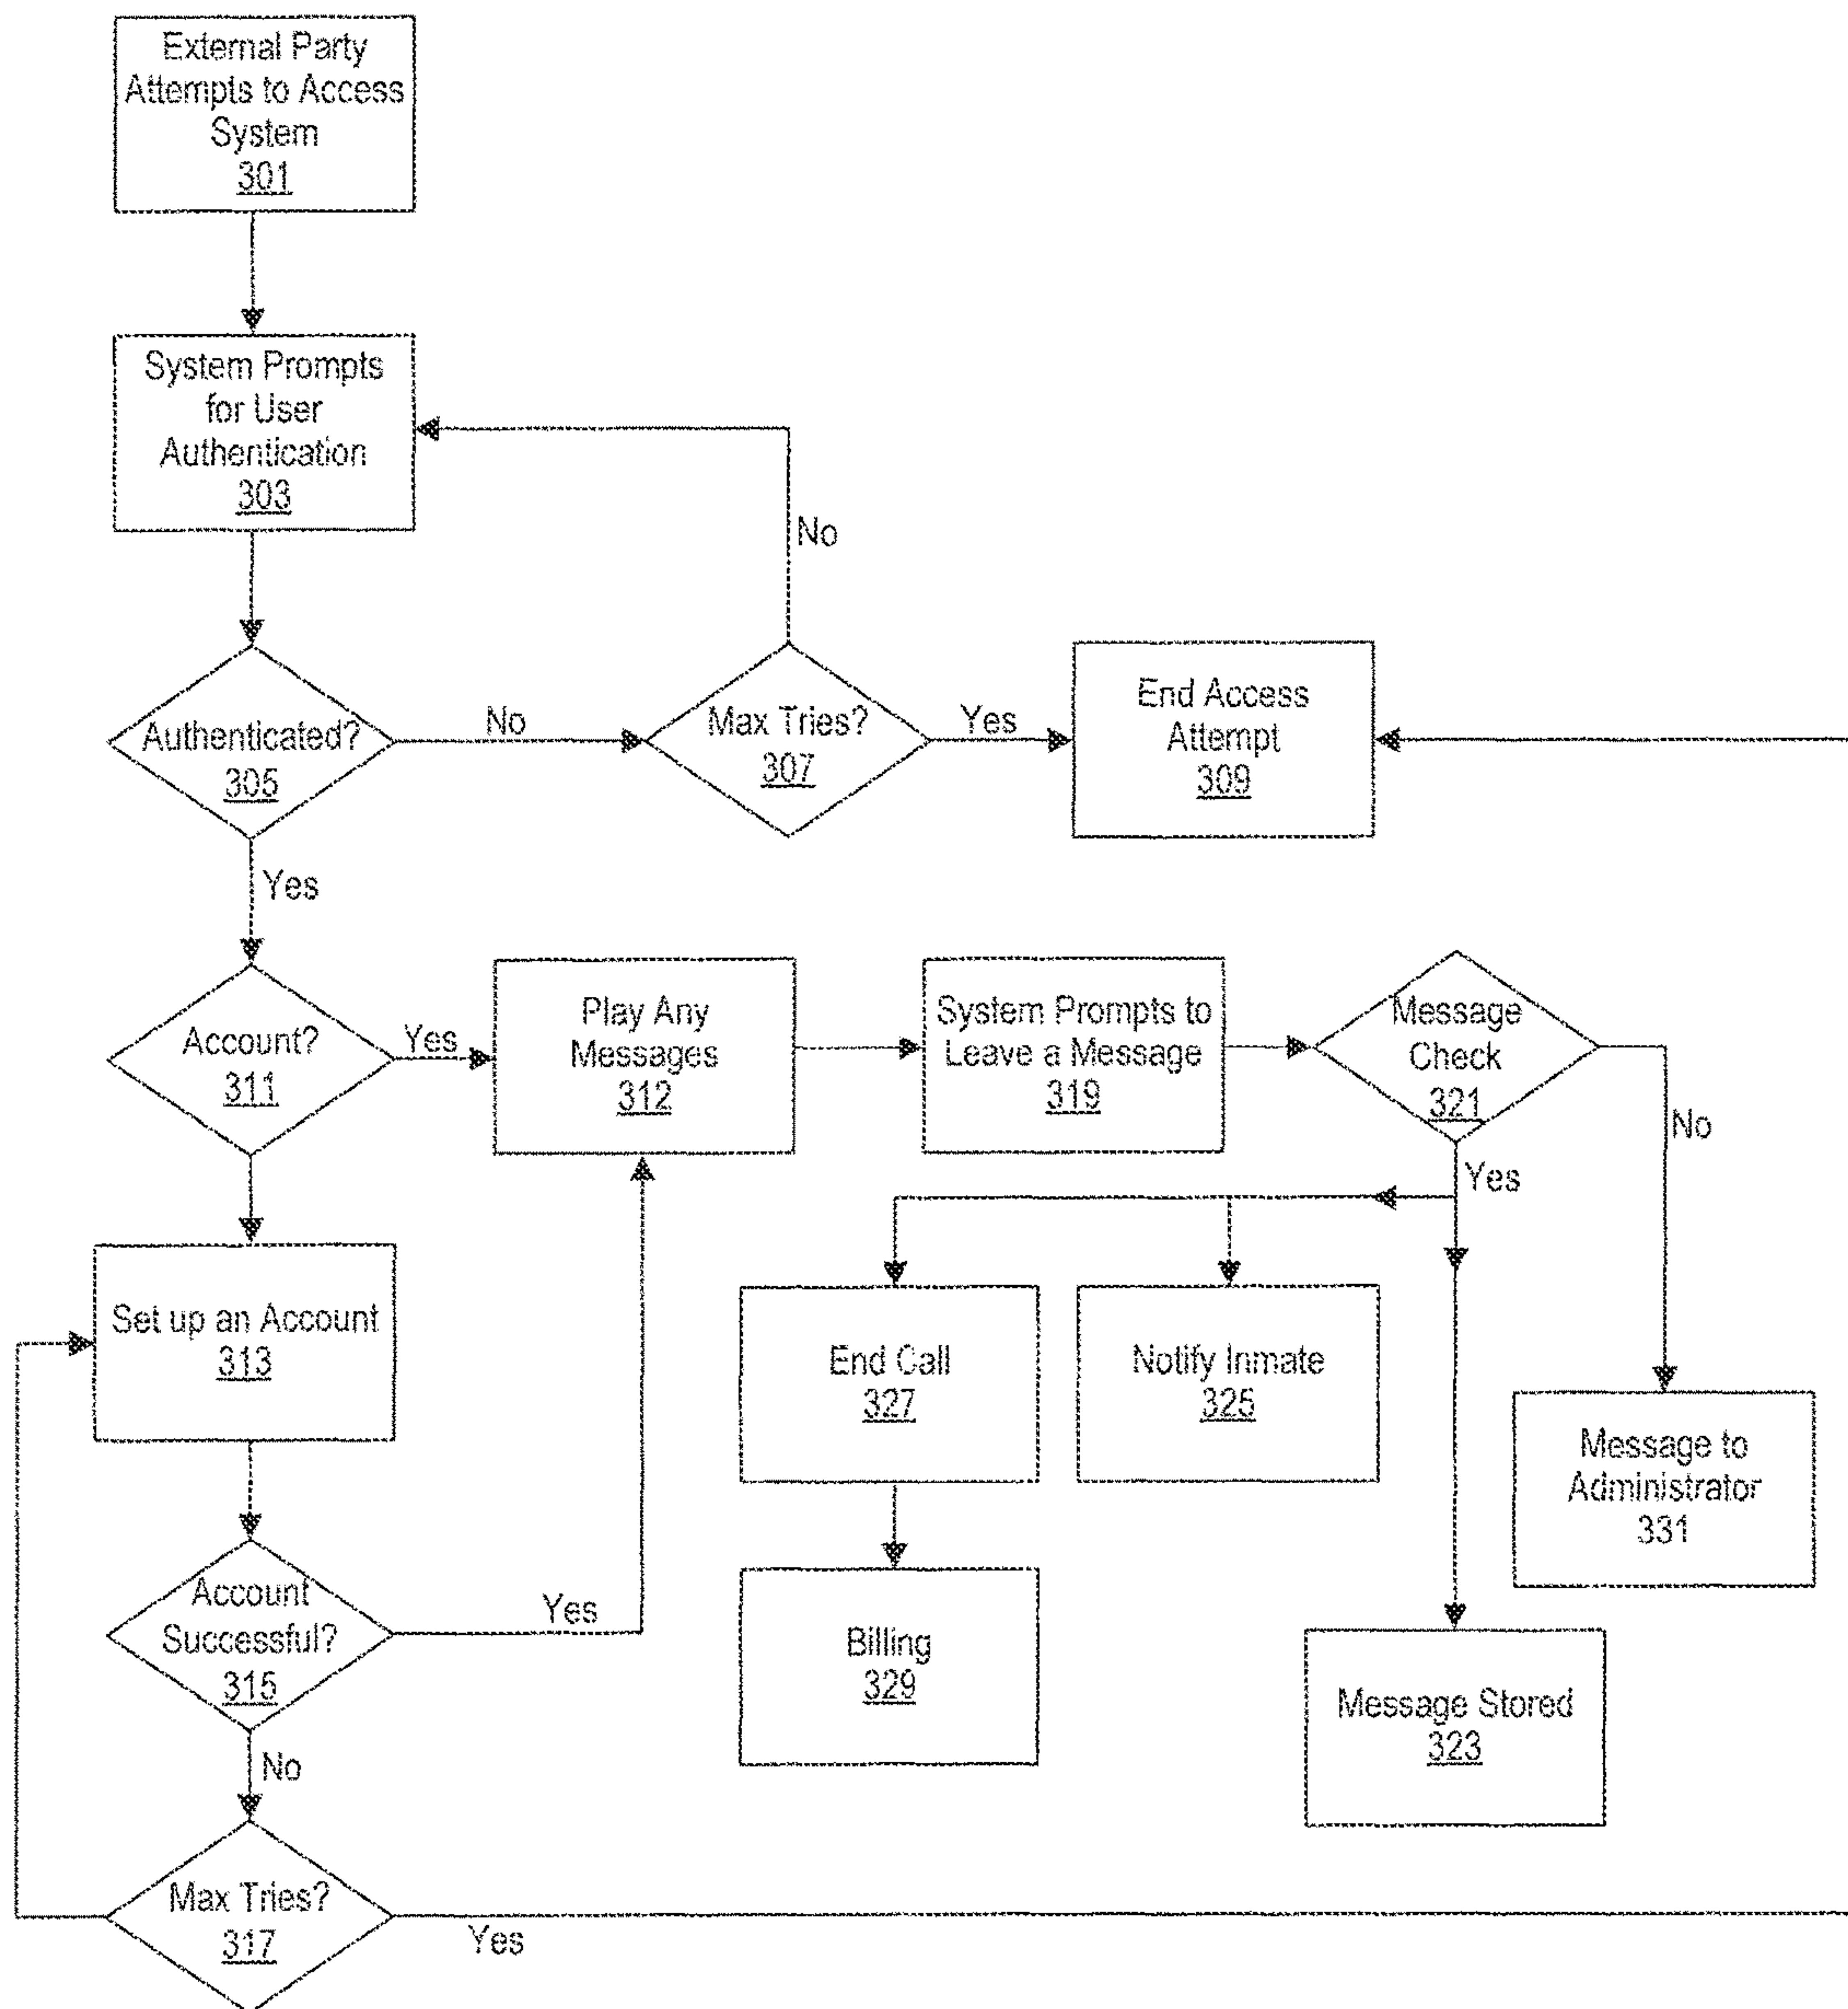 External Party
Attempts to Access
System
301
System Prompts
for User
Authentication
303
No
Authenticated?
305
No
Max Tries?
307
Yes
End Access
Attempt
309
Yes
Account?
311
Yes
Play Any
Messages
312
System Prompts to
Leave a Message
319
Message
Check
321
No
Yes
Set up an Account
313
End Call
327
Notify Inmate
325
Message to
Administrator
331
Account
Successful?
315
Yes
Billing
329
Message Stored
323
No
Max Tries?
317
Yes